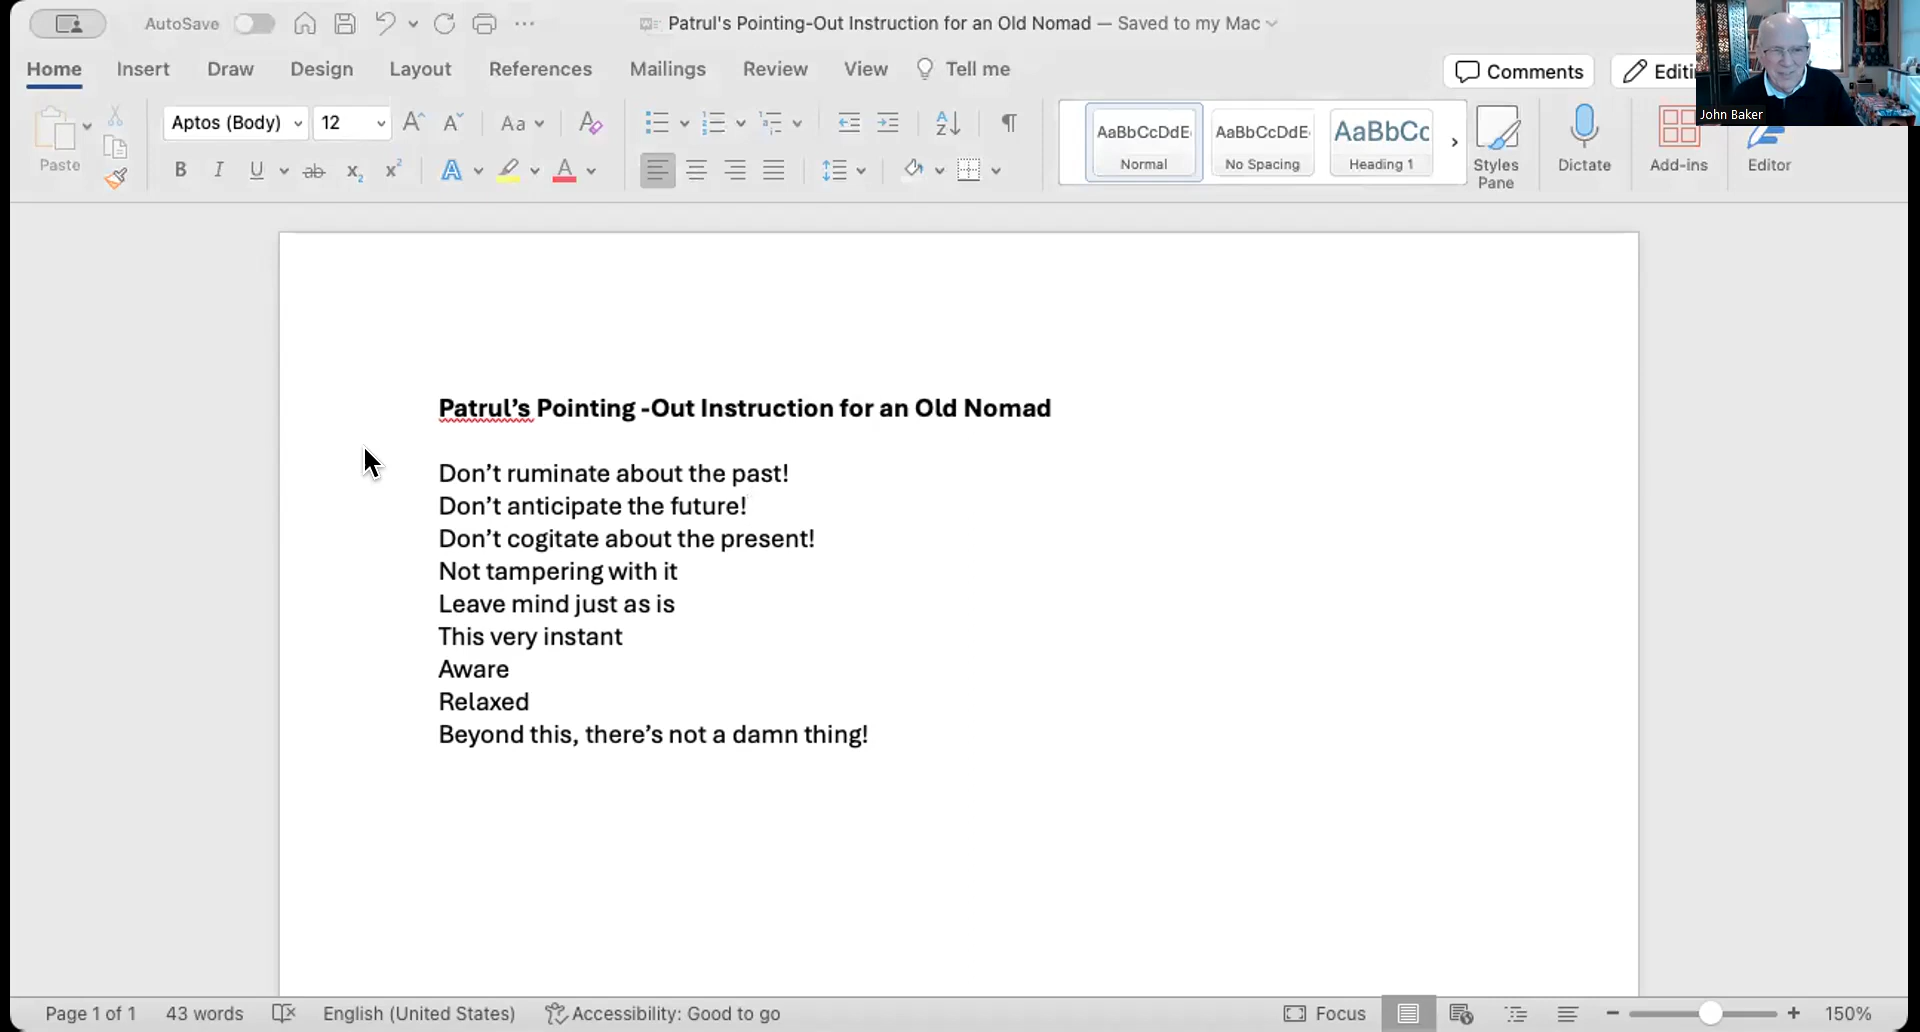 AutoSave
Patrul's Pointing-Out Instruction for an Old Nomad — Saved to my Mac
Home Insert Draw Design Layout References Mailings Review View Tell me
Comments
Paste
Aptos (Body) 12
Aa
B I U ab x₂ x² A A
AaBbCcDdE
Normal
AaBbCcDdE
No Spacing
AaBbCc
Heading 1
Styles
Pane
Dictate
Add-ins
Editor
John Baker
Patrul’s Pointing -Out Instruction for an Old Nomad
Don’t ruminate about the past!
Don’t anticipate the future!
Don’t cogitate about the present!
Not tampering with it
Leave mind just as is
This very instant
Aware
Relaxed
Beyond this, there’s not a damn thing!
Page 1 of 1 43 words English (United States) Accessibility: Good to go Focus 150%